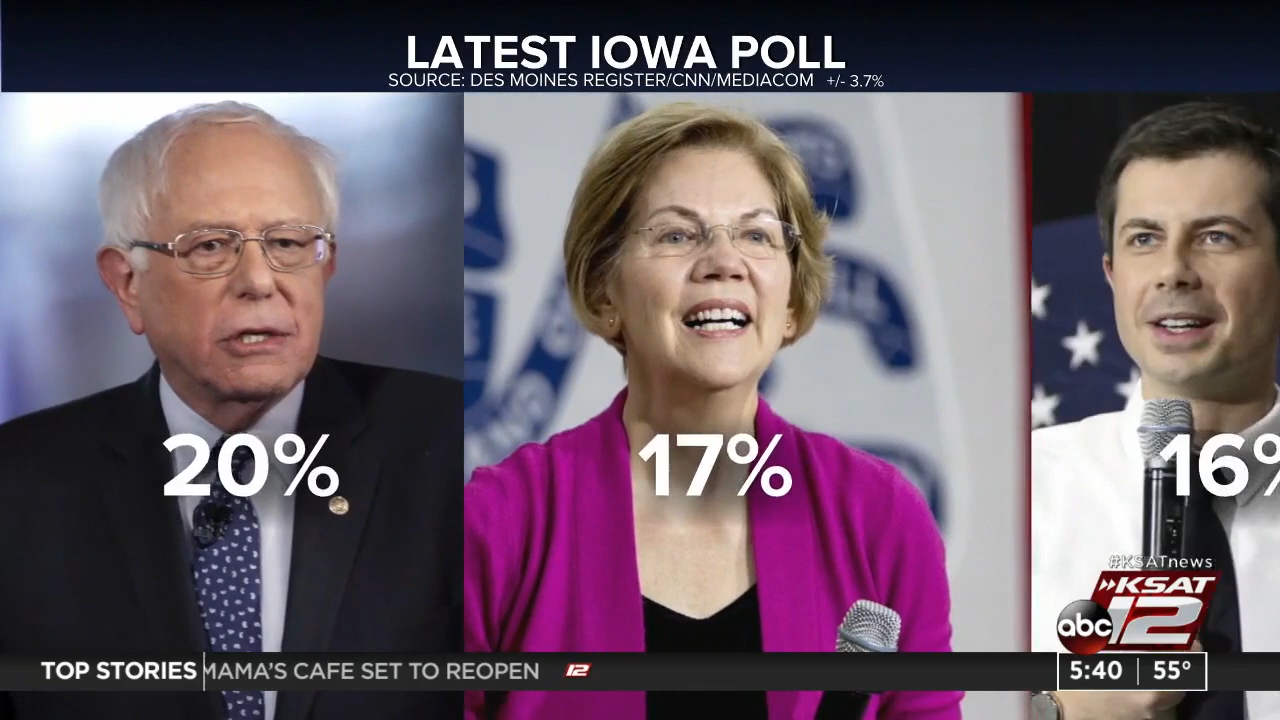 LATEST IOWA POLL
SOURCE: DES MOINES REGISTER/CNN/MEDIACOM +/- 3.7%
20%
17%
16%
#KSATnews
KSAT
abc 12
TOP STORIES MAMA'S CAFE SET TO REOPEN 12
5:40 55°